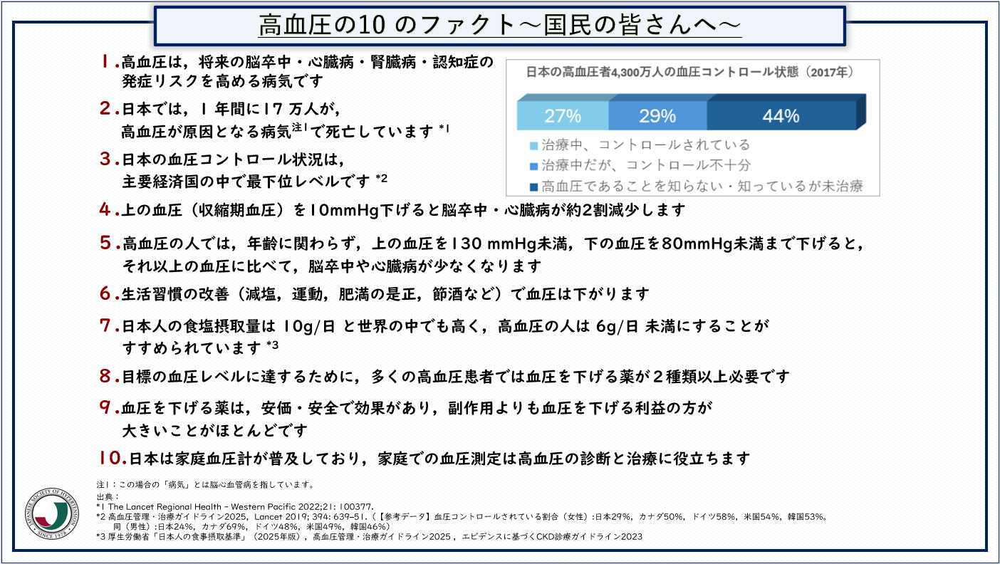 高血圧の10 のファクト～国民の皆さんへ～
1.高血圧は，将来の脳卒中・心臓病・腎臓病・認知症の
発症リスクを高める病気です
2.日本では，1 年間に17 万人が，
高血圧が原因となる病気注1で死亡しています *1
3.日本の血圧コントロール状況は，
主要経済国の中で最下位レベルです *2
日本の高血圧者4,300万人の血圧コントロール状態（2017年）
27% 29% 44%
治療中、コントロールされている
治療中だが、コントロール不十分
高血圧であることを知らない・知っているが未治療
4.上の血圧（収縮期血圧）を10mmHg下げると脳卒中・心臓病が約2割減少します
5.高血圧の人では，年齢に関わらず，上の血圧を130 mmHg未満，下の血圧を80mmHg未満まで下げると，
それ以上の血圧に比べて，脳卒中や心臓病が少なくなります
6.生活習慣の改善（減塩，運動，肥満の是正，節酒など）で血圧は下がります
7.日本人の食塩摂取量は 10g/日 と世界の中でも高く，高血圧の人は 6g/日 未満にすることが
すすめられています *3
8.目標の血圧レベルに達するために，多くの高血圧患者では血圧を下げる薬が２種類以上必要です
9.血圧を下げる薬は，安価・安全で効果があり，副作用よりも血圧を下げる利益の方が
大きいことがほとんどです
10.日本は家庭血圧計が普及しており，家庭での血圧測定は高血圧の診断と治療に役立ちます
注1：この場合の「病気」とは脳心血管病を指しています。
出典：
*1 The Lancet Regional Health – Western Pacific 2022;21: 100377.
*2 高血圧管理・治療ガイドライン2025，Lancet 2019; 394: 639–51.（【参考データ】血圧コントロールされている割合（女性）:日本29%，カナダ50%，ドイツ58%，米国54%，韓国53%。
同（男性）:日本24%，カナダ69%，ドイツ48%，米国49%，韓国46%）
*3 厚生労働省「日本人の食事摂取基準」（2025年版），高血圧管理・治療ガイドライン2025 ，エビデンスに基づくCKD診療ガイドライン2023
JAPANESE SOCIETY OF HYPERTENSION
SINCE 1978